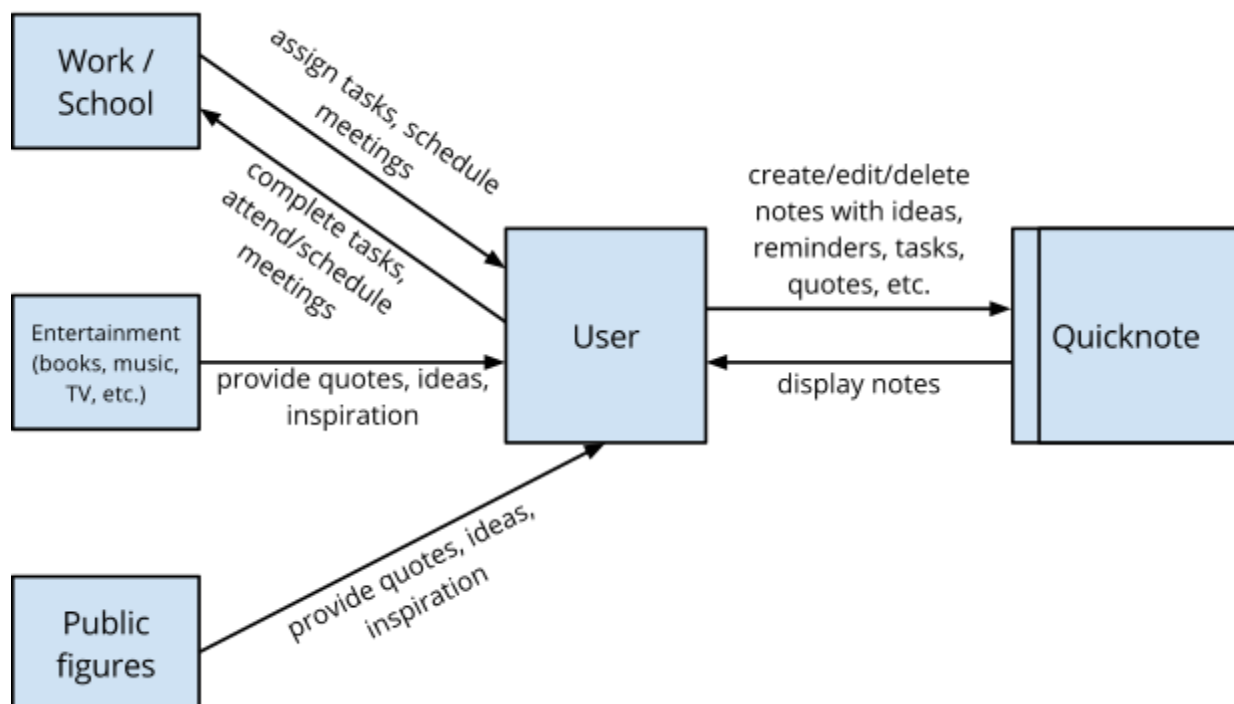 Work /
School
assign tasks, schedule
meetings
complete tasks,
attend/schedule
meetings
Entertainment
(books, music,
TV, etc.)
provide quotes, ideas,
inspiration
Public
figures
provide quotes, ideas,
inspiration
User
create/edit/delete
notes with ideas,
reminders, tasks,
quotes, etc.
display notes
Quicknote